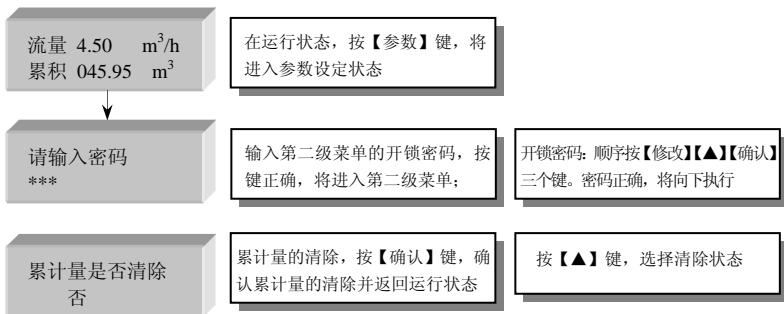 流量 4.50 m³/h
累积 045.95 m³
在运行状态，按【参数】键，将
进入参数设定状态
请输入密码
***
输入第二级菜单的开锁密码，按
键正确，将进入第二级菜单；
开锁密码：顺序按【修改】【▲】【确认】
三个键。密码正确，将向下执行
累计量是否清除
否
累计量的清除，按【确认】键，确
认累计量的清除并返回运行状态
按【▲】键，选择清除状态